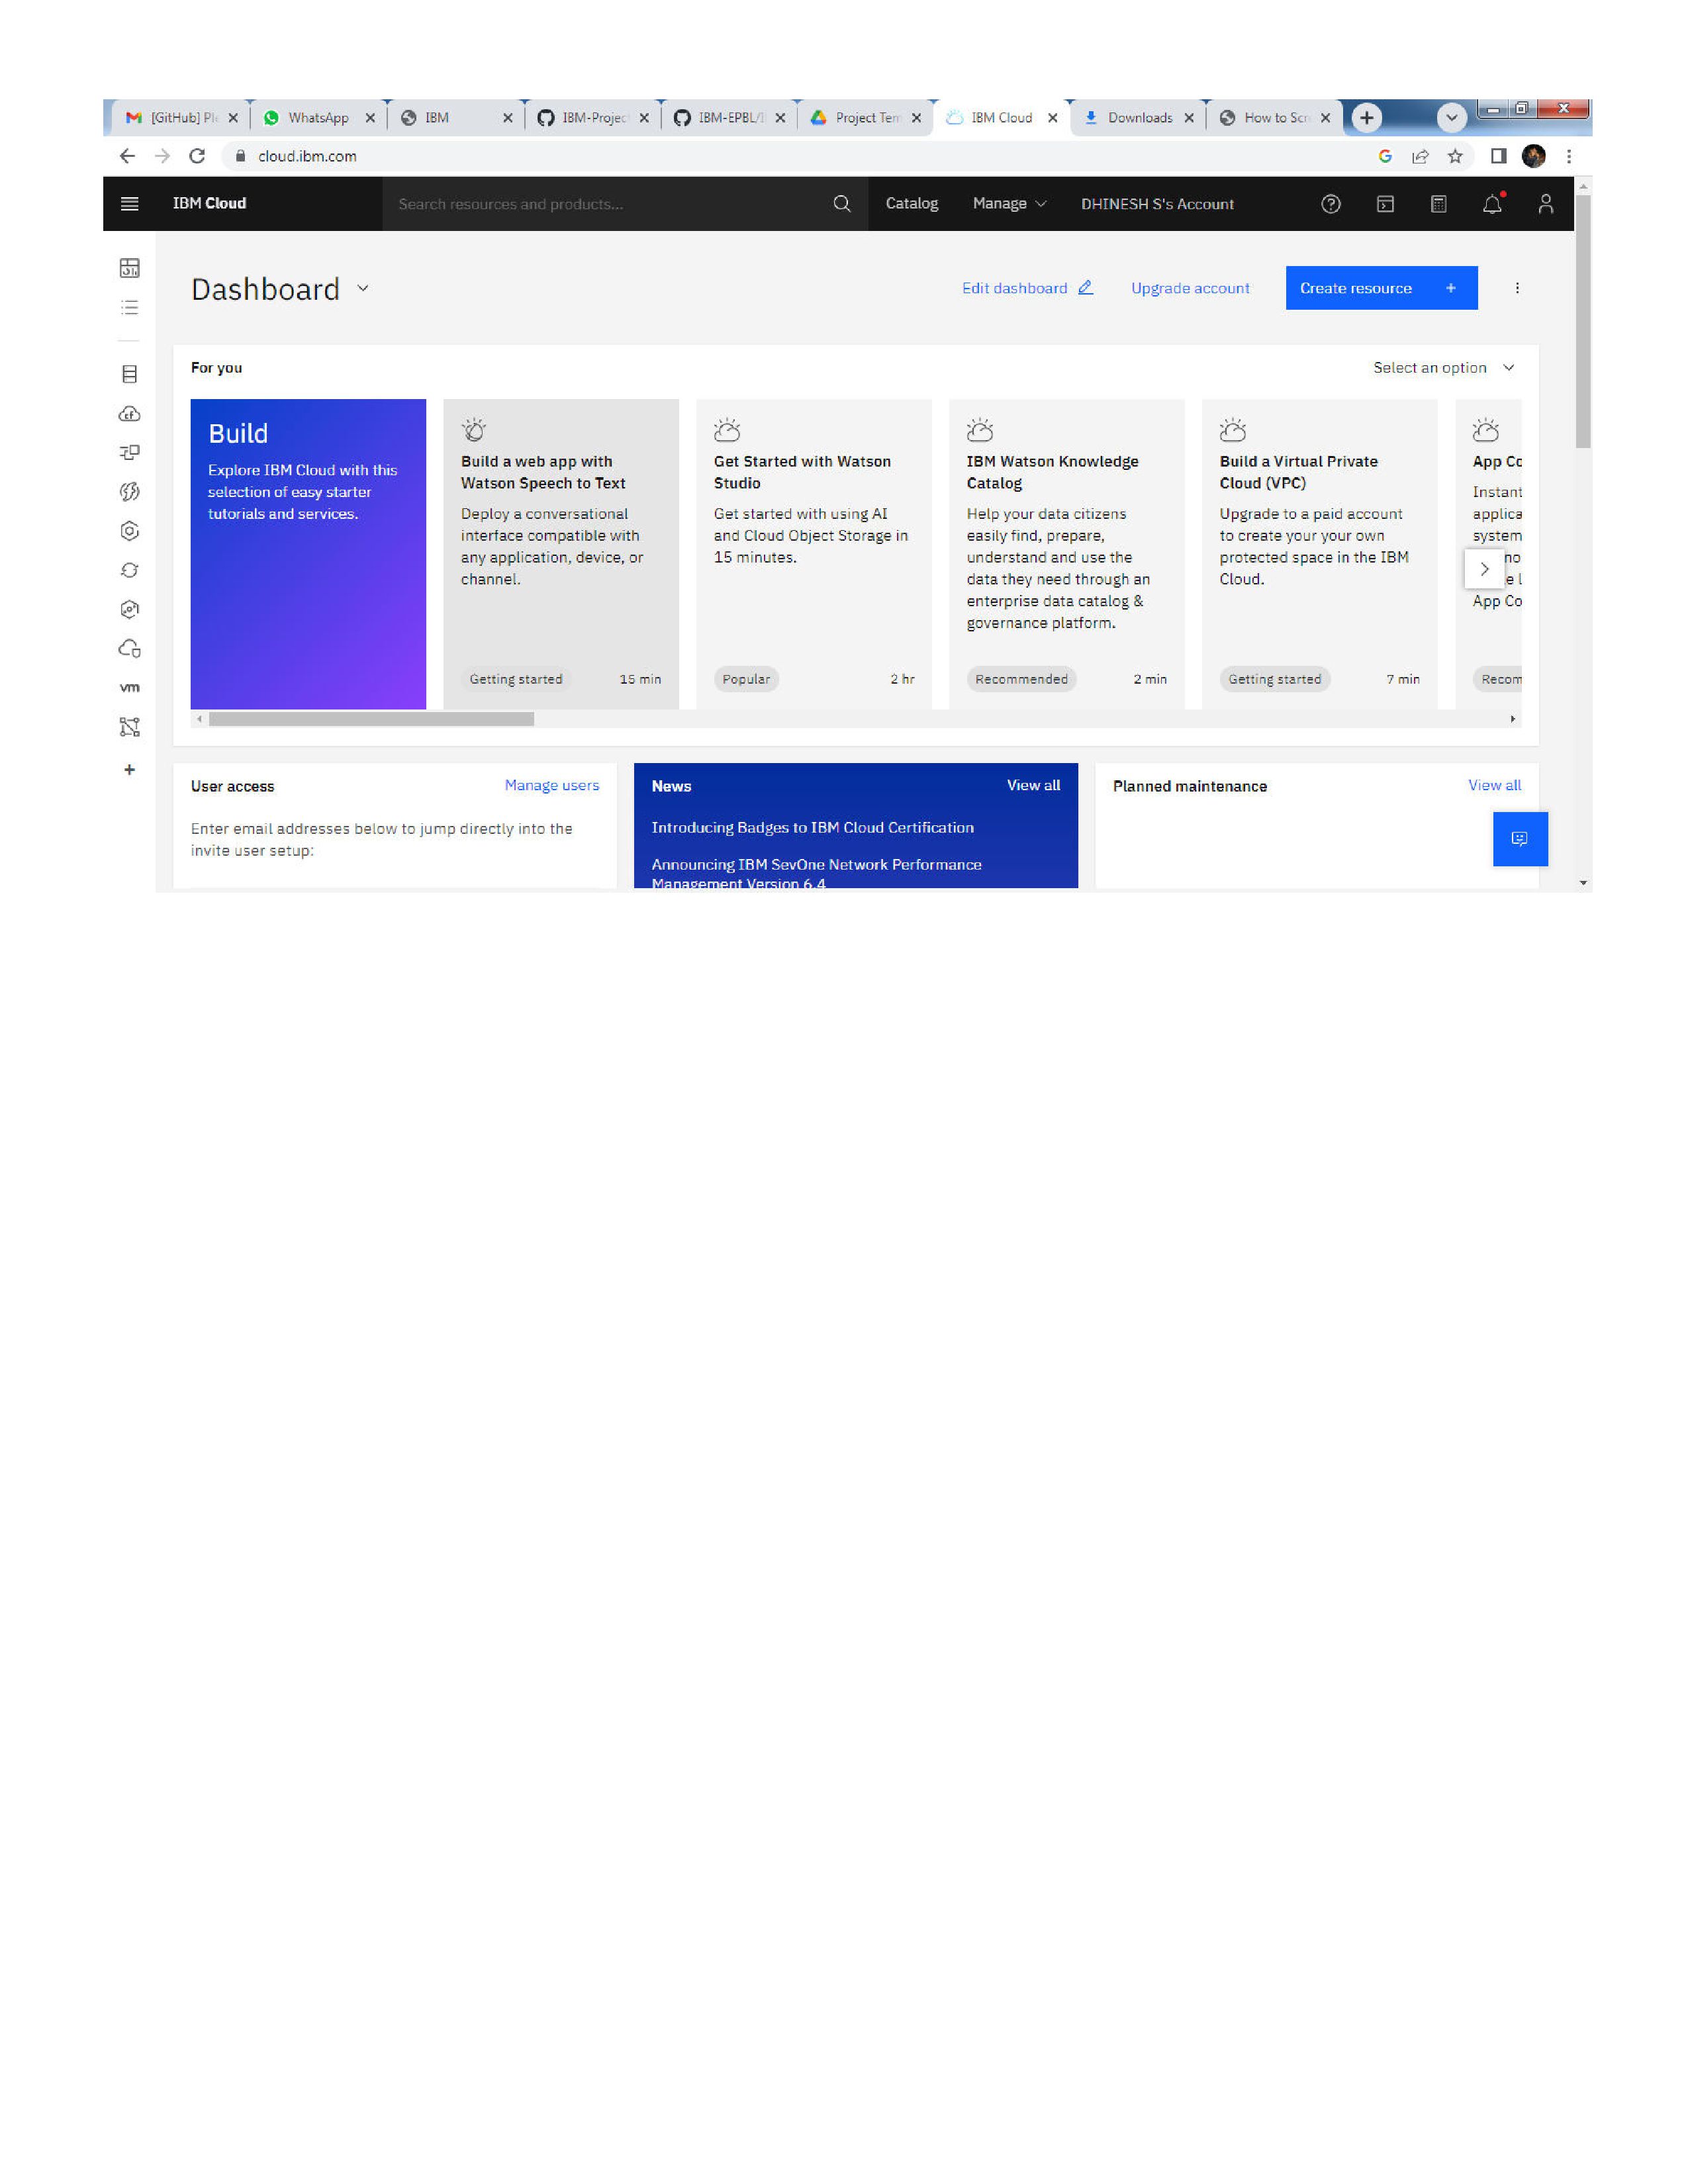 [GitHub] Ple
WhatsApp
IBM
IBM-Projec
IBM-EPBL/I
Project Tem
IBM Cloud
Downloads
How to Scr
cloud.ibm.com
IBM Cloud
Search resources and products...
Catalog
Manage
DHINESH S's Account
Dashboard
Edit dashboard
Upgrade account
Create resource +
For you
Select an option
Build
Explore IBM Cloud with this
selection of easy starter
tutorials and services.
Build a web app with
Watson Speech to Text
Deploy a conversational
interface compatible with
any application, device, or
channel.
Getting started
15 min
Get Started with Watson
Studio
Get started with using AI
and Cloud Object Storage in
15 minutes.
Popular
2 hr
IBM Watson Knowledge
Catalog
Help your data citizens
easily find, prepare,
understand and use the
data they need through an
enterprise data catalog &
governance platform.
Recommended
2 min
Build a Virtual Private
Cloud (VPC)
Upgrade to a paid account
to create your your own
protected space in the IBM
Cloud.
Getting started
7 min
App Co
Instant
applica
system
no
e l
App Co
Recom
vm
User access
Manage users
Enter email addresses below to jump directly into the
invite user setup:
News
View all
Introducing Badges to IBM Cloud Certification
Announcing IBM SevOne Network Performance
Management Version 6.4
Planned maintenance
View all